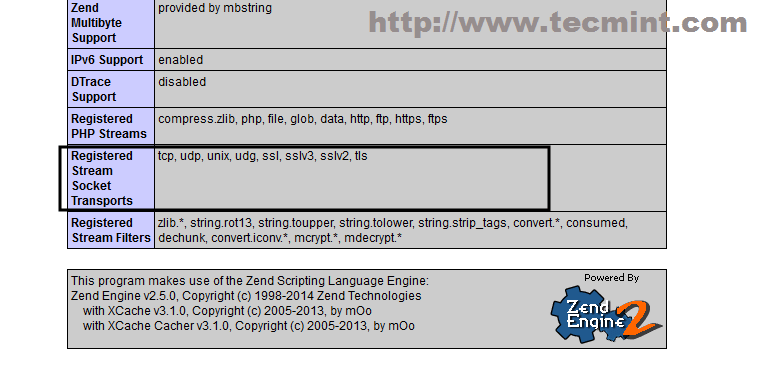 http://www.tecmint.com
Zend provided by mbstring
Multibyte
Support
IPv6 Support enabled
DTrace disabled
Support
Registered compress.zlib, php, file, glob, data, http, ftp, https, ftps
PHP Streams
Registered tcp, udp, unix, udg, ssl, sslv3, sslv2, tls
Stream
Socket
Transports
Registered zlib.*, string.rot13, string.toupper, string.tolower, string.strip_tags, convert.*, consumed,
Stream Filters dechunk, convert.iconv.*, mcrypt.*, mdecrypt.*
This program makes use of the Zend Scripting Language Engine:
Zend Engine v2.5.0, Copyright (c) 1998-2014 Zend Technologies
with XCache v3.1.0, Copyright (c) 2005-2013, by mOo
with XCache Cacher v3.1.0, Copyright (c) 2005-2013, by mOo
Powered By
Zend
Engine 2